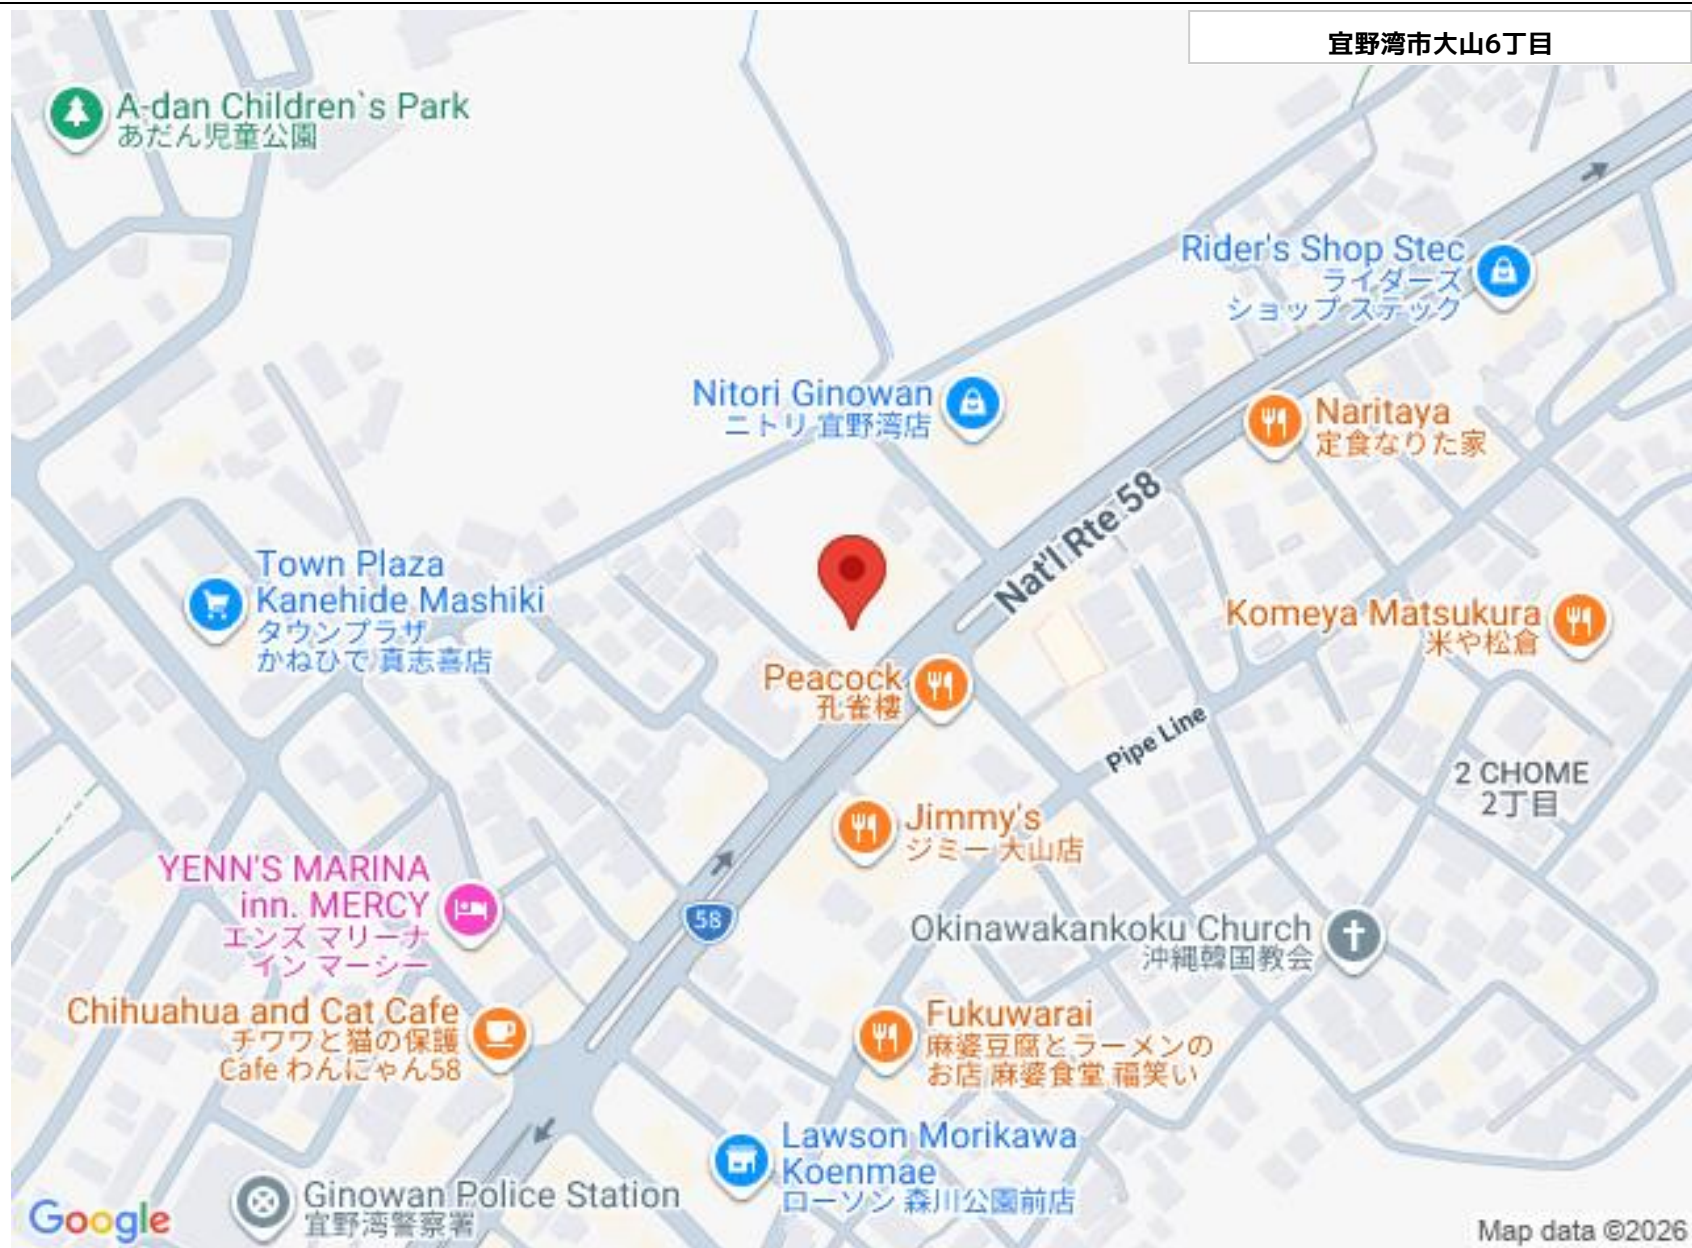 宜野湾市大山6丁目
A-dan Children`s Park
あだん児童公園
Rider's Shop Stec
ライダーズ
ショップ ステック
Nitori Ginowan
ニトリ 宜野湾店
Naritaya
定食なりた家
Nat'l Rte 58
Town Plaza
Kanehide Mashiki
タウンプラザ
かねひで 真志喜店
Komeya Matsukura
米や松倉
Peacock
孔雀樓
Pipe Line
2 CHOME
2丁目
Jimmy's
ジミー 大山店
YENN'S MARINA
inn. MERCY
エンズ マリーナ
イン マーシー
58
Okinawakankoku Church
沖縄韓国教会
Chihuahua and Cat Cafe
チワワと猫の保護
Cafe わんにゃん58
Fukuwarai
麻婆豆腐とラーメンの
お店 麻婆食堂 福笑い
Lawson Morikawa
Koenmae
ローソン 森川公園前店
Ginowan Police Station
宜野湾警察署
Google
Map data ©2026